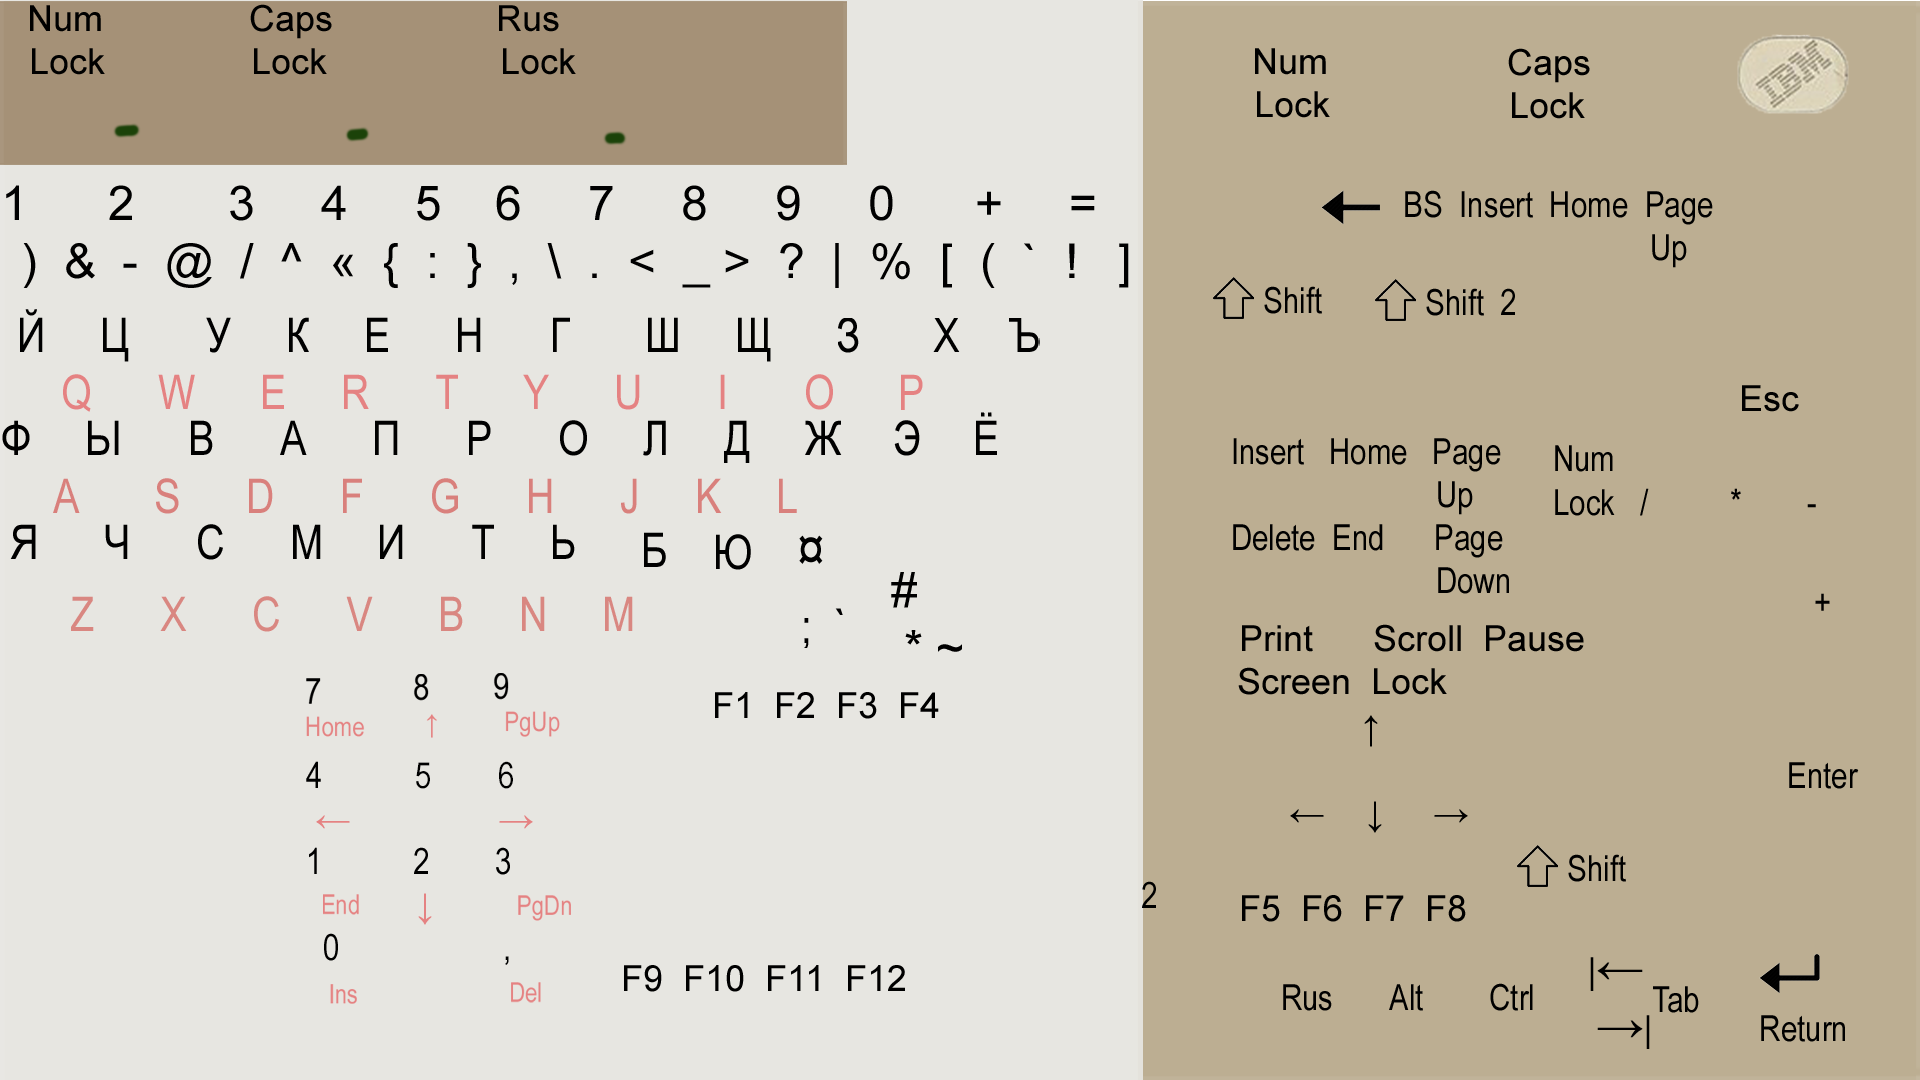 Num Caps Rus
Lock Lock Lock
1 2 3 4 5 6 7 8 9 0 + =
) & - @ / ^ « { : } , \ . < _ > ? | % [ ( ` ! ]
Й Ц У К Е Н Г Ш Щ З Х Ъ
Q W E R T Y U I O P
Ф Ы В А П Р О Л Д Ж Э Ё
A S D F G H J K L
Я Ч С М И Т Ь Б Ю ¤
#
Z X C V B N M ; `
* ~
7 8 9
Home ↑ PgUp
F1 F2 F3 F4
4 5 6
← →
1 2 3
End ↓ PgDn
0 ,
Ins Del
F9 F10 F11 F12
Num Caps
Lock Lock
IBM
← BS Insert Home Page
Up
⇧ Shift ⇧ Shift 2
Esc
Insert Home Page Num
Up Lock / * -
Delete End Page
Down
+
Print Scroll Pause
Screen Lock
↑
Enter
← ↓ →
⇧ Shift
2
F5 F6 F7 F8
Rus Alt Ctrl |← →| Tab ↵
Return